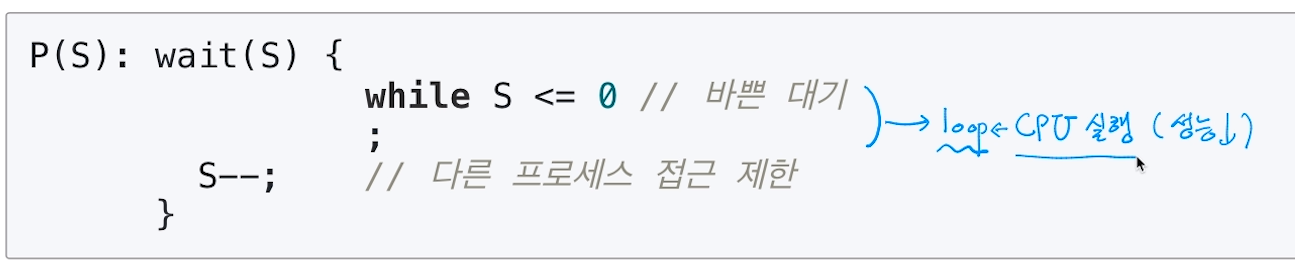 P(S): wait(S) {
while S <= 0 // 바쁜 대기
;
→ loop ← CPU 실행 (성능↓)
S--; // 다른 프로세스 접근 제한
}